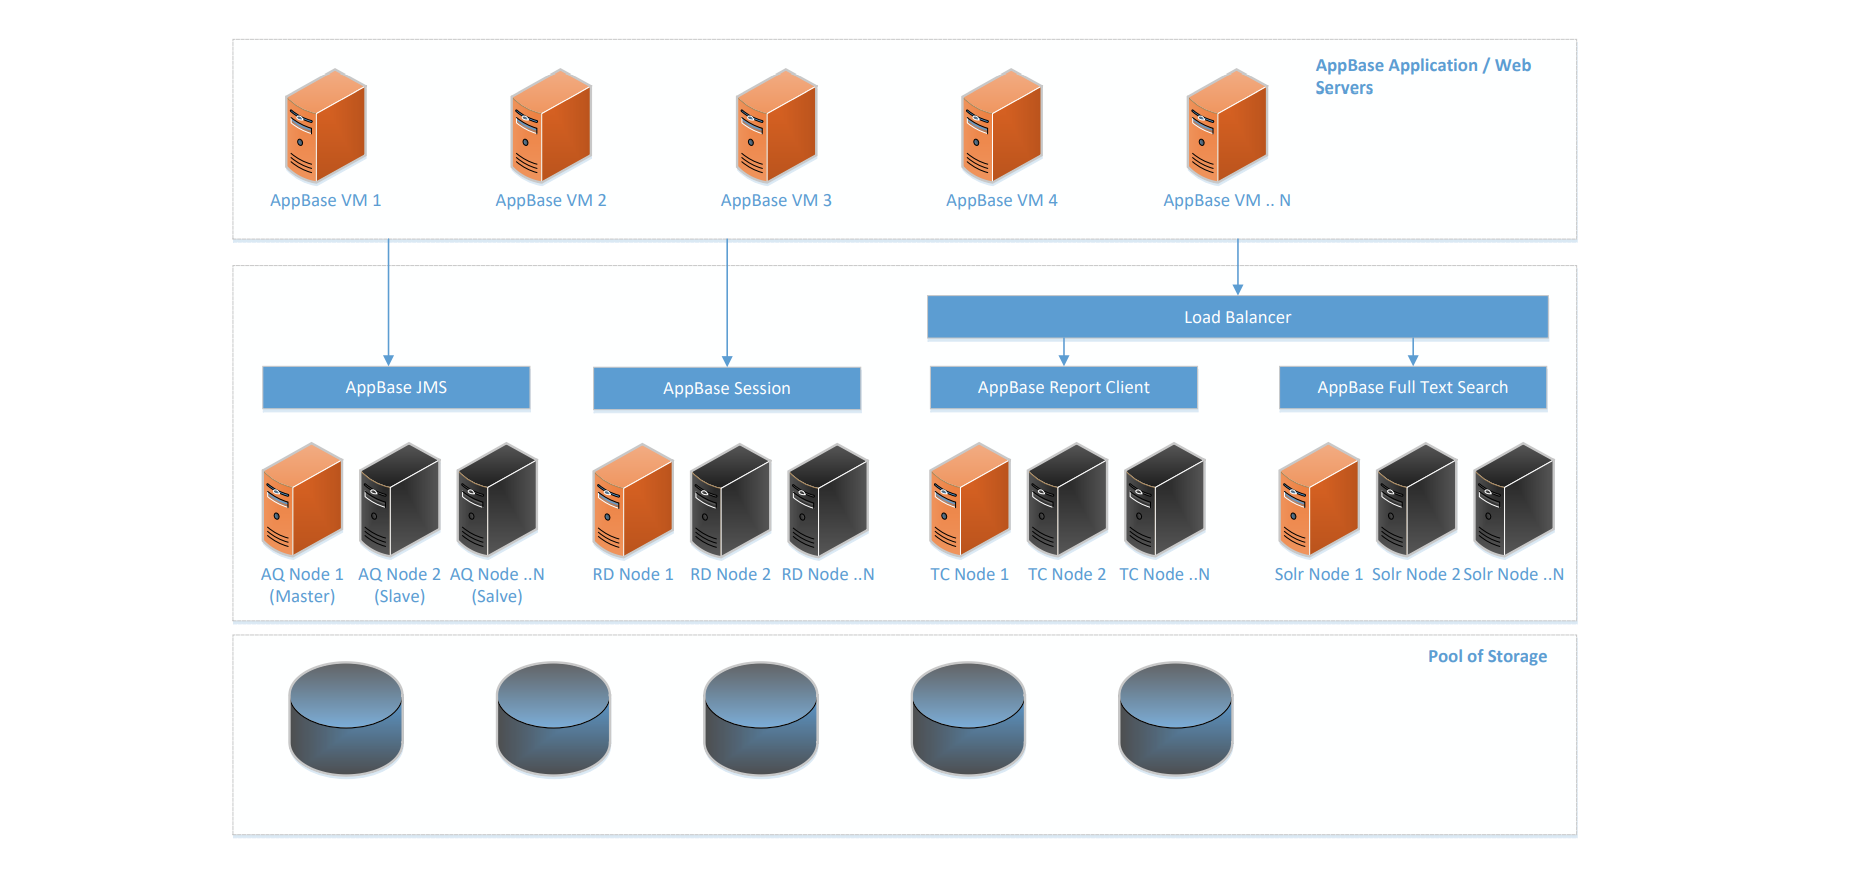 AppBase Application / Web
Servers
AppBase VM 1
AppBase VM 2
AppBase VM 3
AppBase VM 4
AppBase VM .. N
Load Balancer
AppBase JMS
AppBase Session
AppBase Report Client
AppBase Full Text Search
AQ Node 1
(Master)
AQ Node 2
(Slave)
AQ Node ..N
(Salve)
RD Node 1
RD Node 2
RD Node ..N
TC Node 1
TC Node 2
TC Node ..N
Solr Node 1
Solr Node 2
Solr Node ..N
Pool of Storage